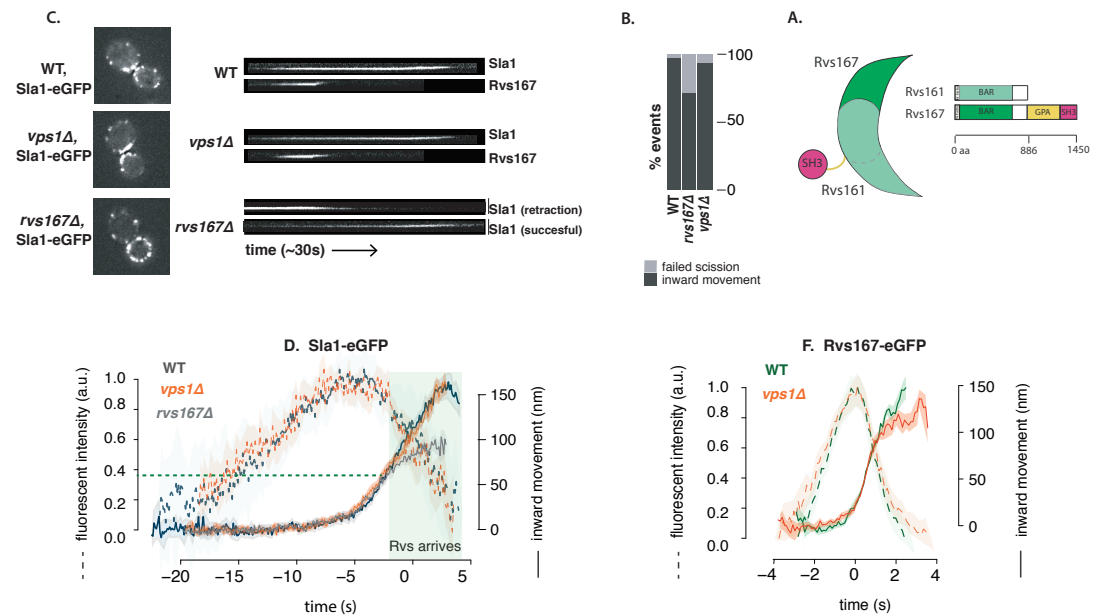 C.
WT,
Sla1-eGFP
vps1Δ,
Sla1-eGFP
rvs167Δ,
Sla1-eGFP
WT
Sla1
Rvs167
vps1Δ
Sla1
Rvs167
rvs167Δ
Sla1 (retraction)
Sla1 (succesful)
time (~30s)
B.
% events
100
50
0
WT
rvs167Δ
vps1Δ
failed scission
inward movement
A.
Rvs167
SH3
Rvs161
Rvs161
BAR
Rvs167
BAR
GPA
SH3
0 aa
886
1450
D. Sla1-eGFP
WT
vps1Δ
rvs167Δ
fluorescent intensity (a.u.)
1.0
0.8
0.6
0.4
0.2
0.0
150
100
50
0
inward movement (nm)
Rvs arrives
−20
−15
−10
−5
0
5
time (s)
F. Rvs167-eGFP
WT
vps1Δ
fluorescent intensity (a.u.)
1.0
0.8
0.6
0.4
0.2
0.0
150
100
50
0
inward movement (nm)
−4
−2
0
2
4
time (s)